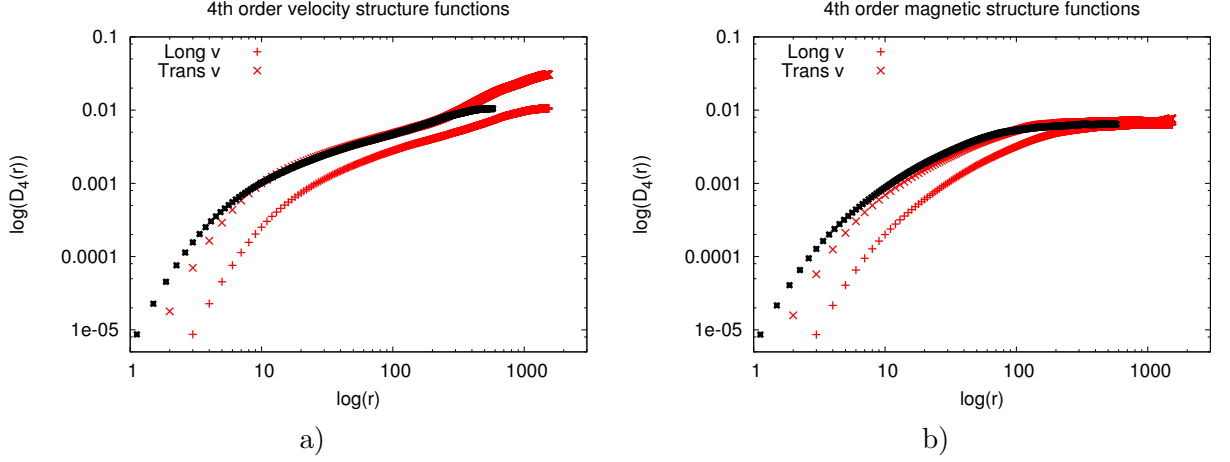 4th order velocity structure functions
Long v
Trans v
log(D4(r))
0.1
0.01
0.001
0.0001
1e-05
1 10 100 1000
log(r)
a)
4th order magnetic structure functions
Long v
Trans v
log(D4(r))
0.1
0.01
0.001
0.0001
1e-05
1 10 100 1000
log(r)
b)